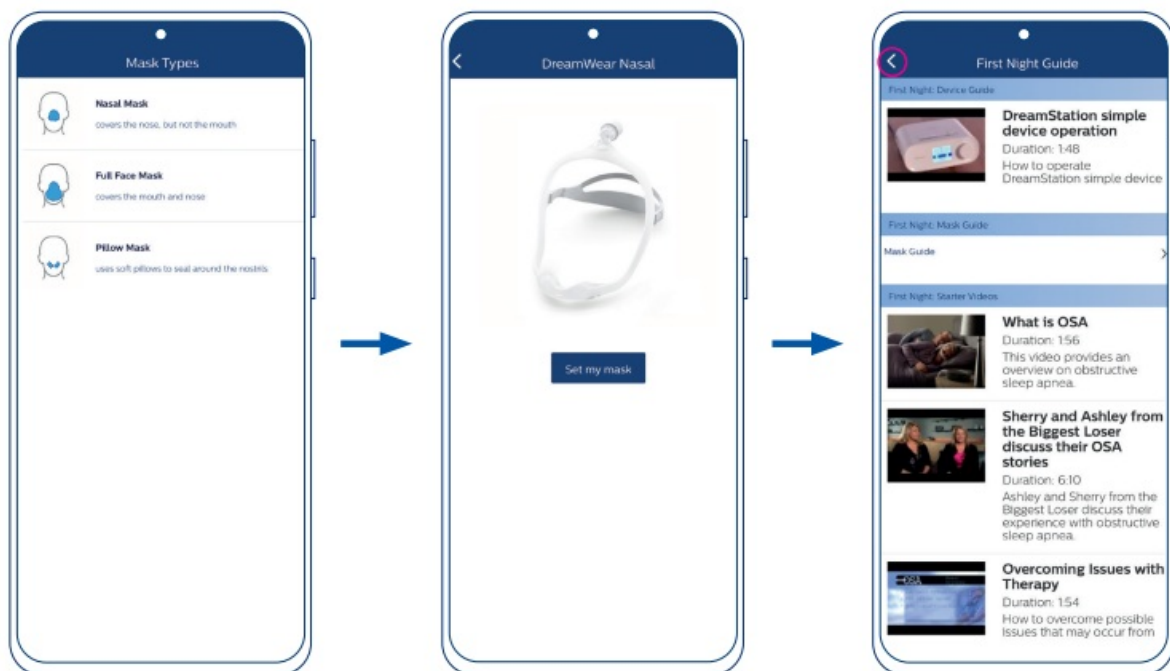 Mask Types
Nasal Mask
covers the nose, but not the mouth
Full Face Mask
covers the mouth and nose
Pillow Mask
uses soft pillows to seal around the nostrils
DreamWear Nasal
Set my mask
First Night Guide
First Night: Device Guide
DreamStation simple
device operation
Duration: 1:48
How to operate
DreamStation simple device
First Night: Mask Guide
Mask Guide
First Night: Starter Videos
What is OSA
Duration: 1:56
This video provides an
overview on obstructive
sleep apnea.
Sherry and Ashley from
the Biggest Loser
discuss their OSA
stories
Duration: 6:10
Ashley and Sherry from the
Biggest Loser discuss their
experience with obstructive
sleep apnea.
OSA
Overcoming Issues with
Therapy
Duration: 1:54
How to overcome possible
Issues that may occur from